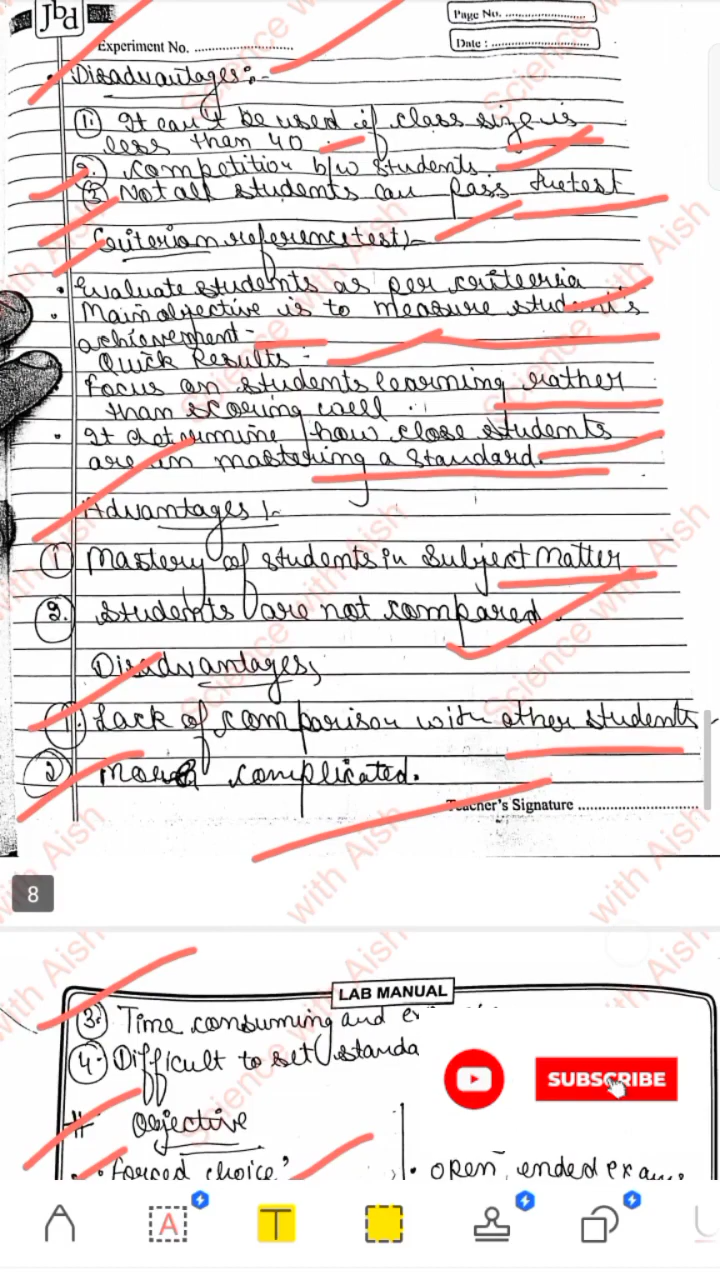 Jbd
Page No. ....................
Experiment No. ......................
Date : ......................
• Disadvantages:-
① It can't be used if class size is
less than 40
2. competition b/w students
③ Not all students can pass the test
Criterion reference test:-
• Evaluate students as per criteria
• Main objective is to measure student's
achievement-
Quick Results:-
Focus on students learning rather
than scoring well.
• It determine how close students
are in mastering a standard.
Advantages:-
① Mastery of students in subject matter
2. students are not compared
Disadvantages;
1. Lack of comparison with other students
② More complicated.
Teacher's Signature ........................
8
LAB MANUAL
3. Time consuming and
4. Difficult to set
SUBSCRIBE
# Objective
• forced choice
• open ended
A
T
Science with Aish